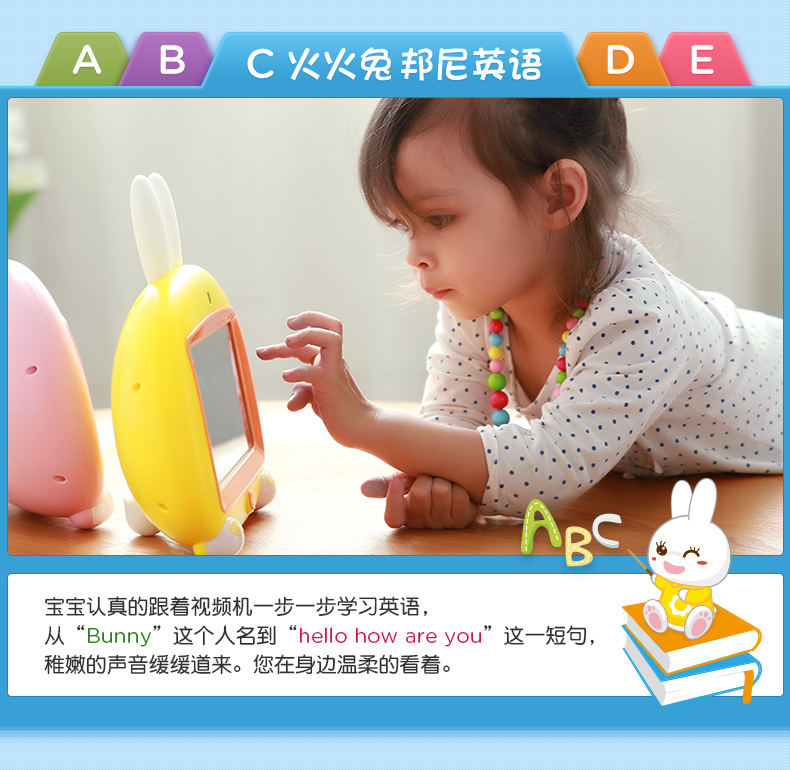 A B C 火火兔邦尼英语 D E
ABC
宝宝认真的跟着视频机一步一步学习英语，
从“Bunny”这个人名到“hello how are you”这一短句，
稚嫩的声音缓缓道来。您在身边温柔的看着。